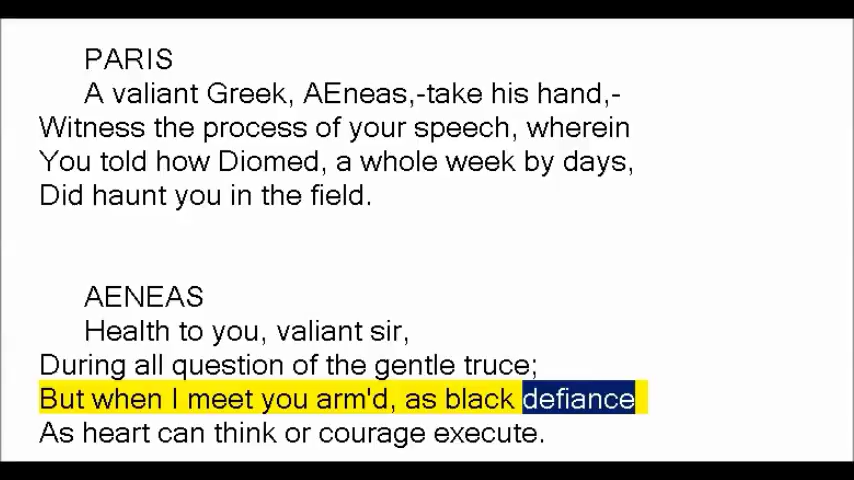 PARIS
A valiant Greek, AEneas,-take his hand,-
Witness the process of your speech, wherein
You told how Diomed, a whole week by days,
Did haunt you in the field.
AENEAS
Health to you, valiant sir,
During all question of the gentle truce;
But when I meet you arm'd, as black defiance
As heart can think or courage execute.